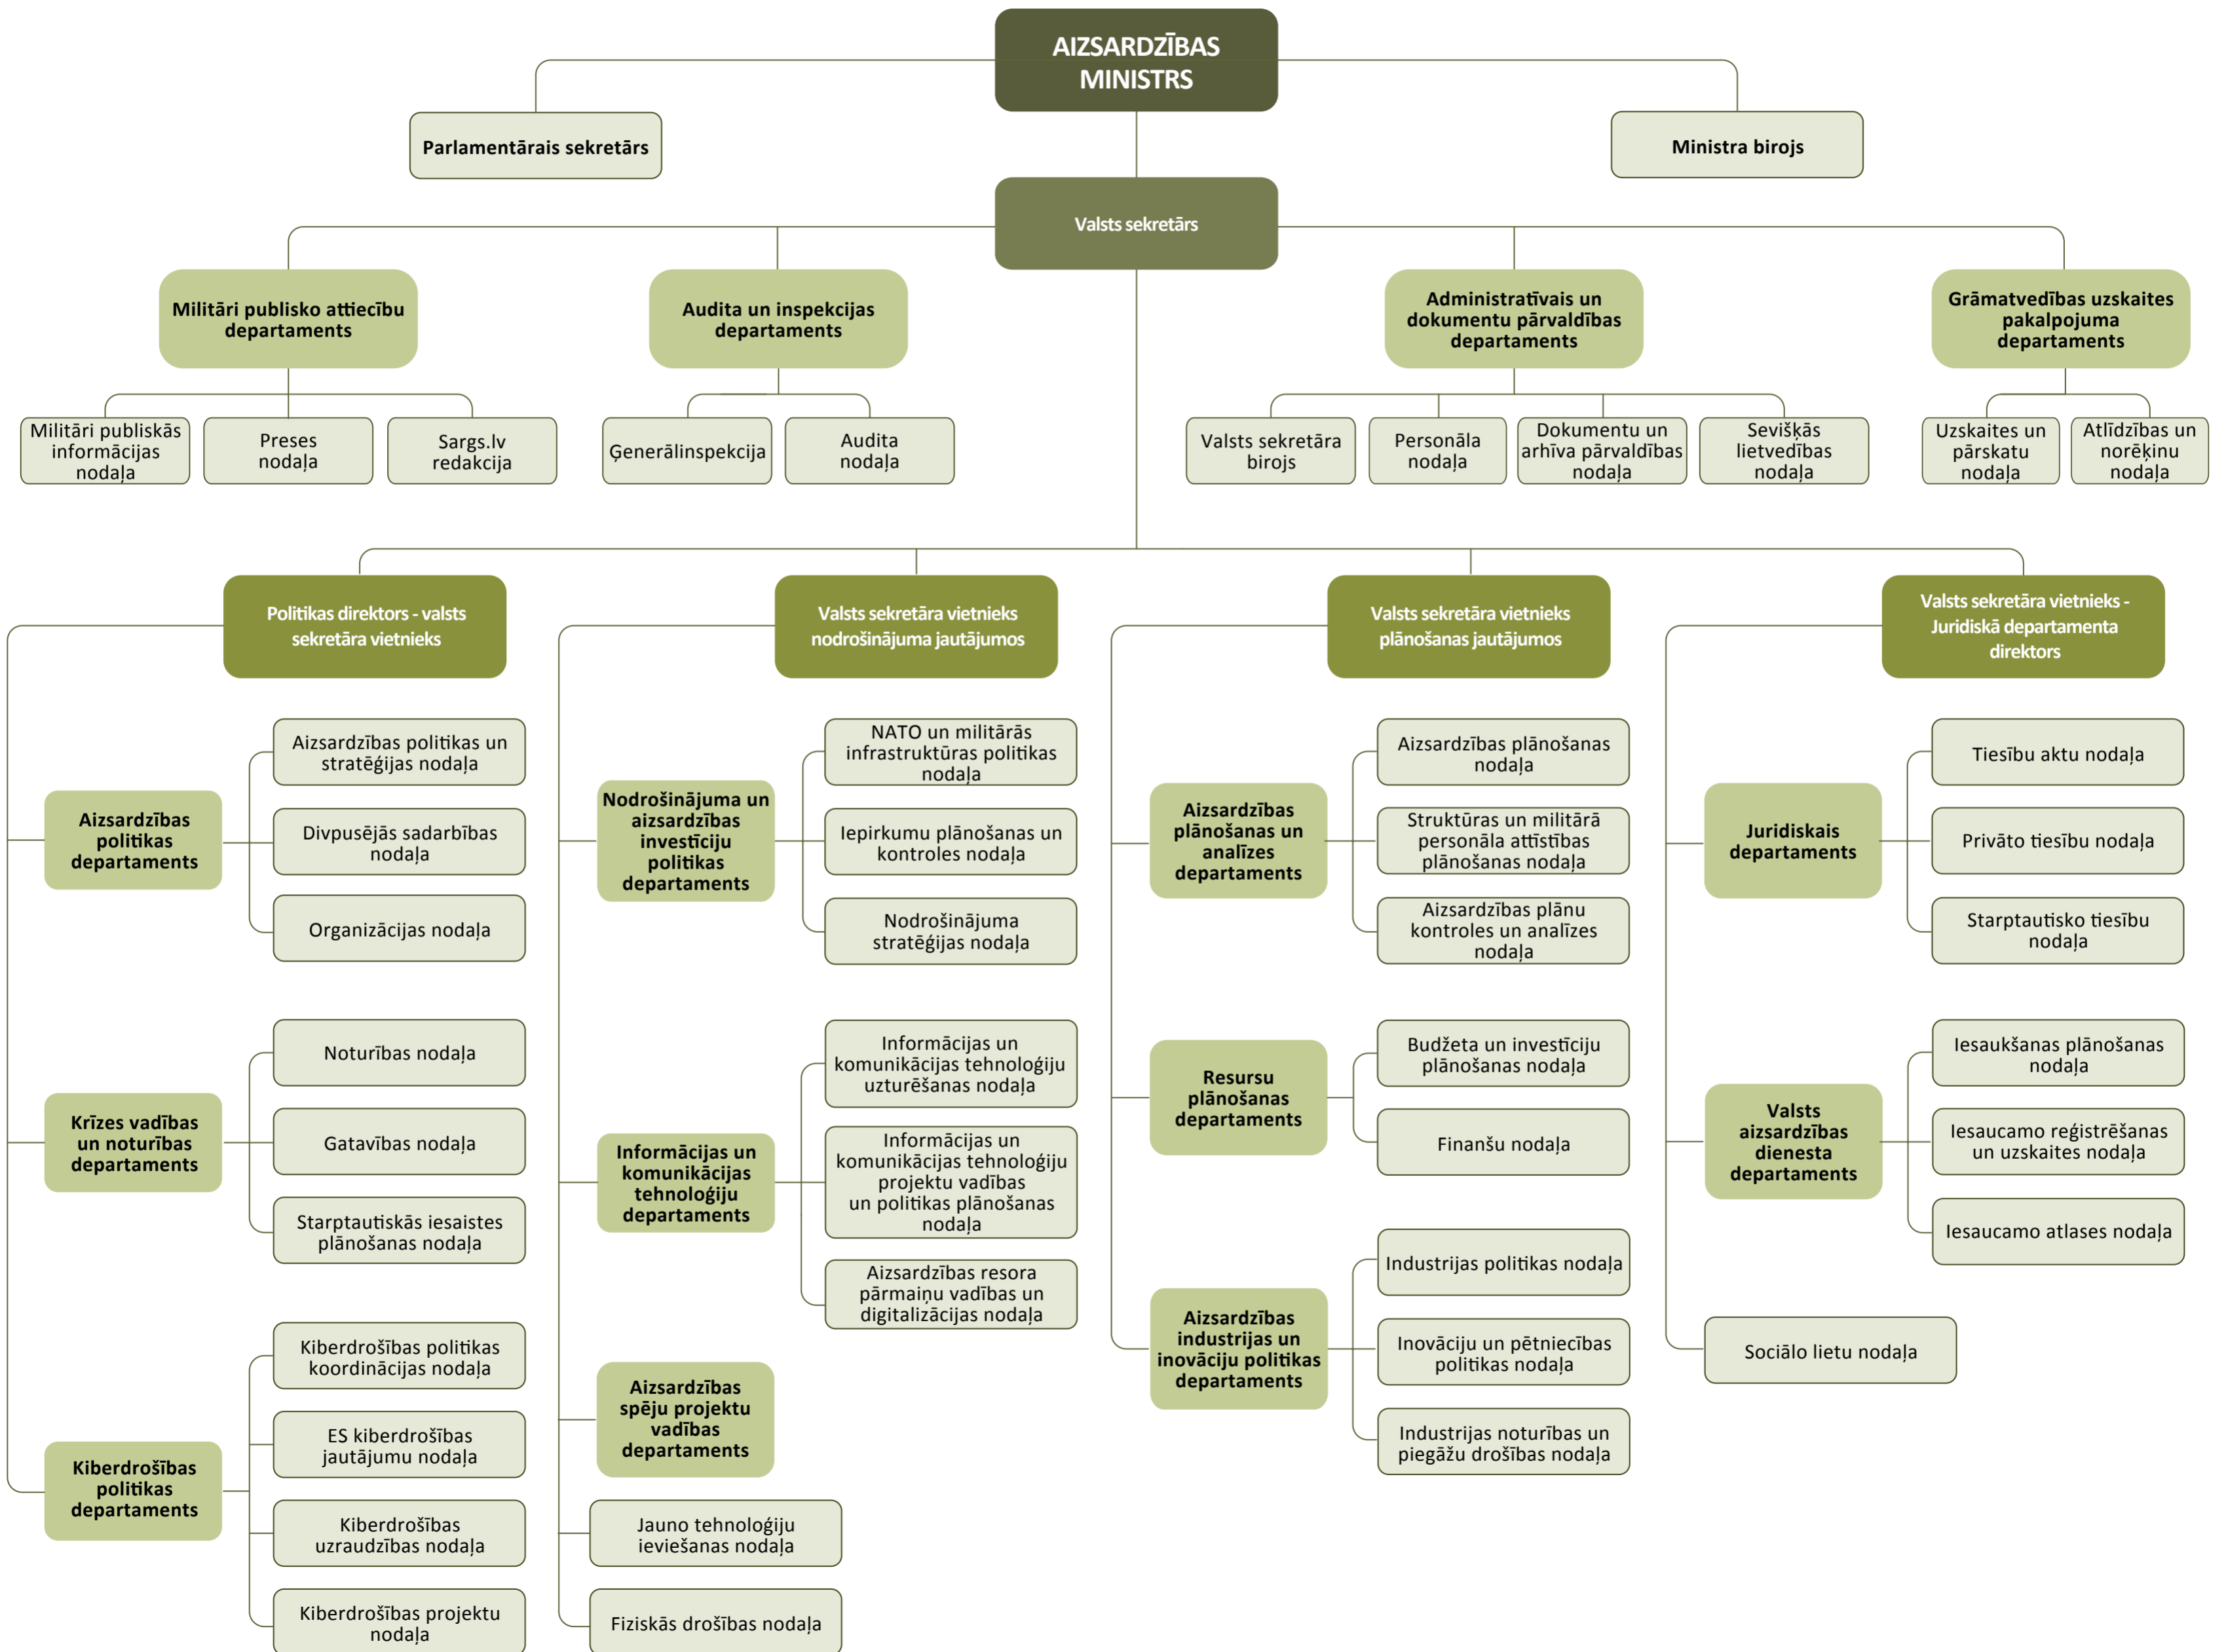 AIZSARDZĪBAS
MINISTRS
Parlamentārais sekretārs
Ministra birojs
Valsts sekretārs
Militāri publisko attiecību
departaments
Audita un inspekcijas
departaments
Administratīvais un
dokumentu pārvaldības
departaments
Grāmatvedības uzskaites
pakalpojuma
departaments
Militāri publiskās
informācijas
nodaļa
Preses
nodaļa
Sargs.lv
redakcija
Ģenerālinspekcija
Audita
nodaļa
Valsts sekretāra
birojs
Personāla
nodaļa
Dokumentu un
arhīva pārvaldības
nodaļa
Sevišķās
lietvedības
nodaļa
Uzskaites un
pārskatu
nodaļa
Atlīdzības un
norēķinu
nodaļa
Politikas direktors - valsts
sekretāra vietnieks
Valsts sekretāra vietnieks
nodrošinājuma jautājumos
Valsts sekretāra vietnieks
plānošanas jautājumos
Valsts sekretāra vietnieks -
Juridiskā departamenta
direktors
Aizsardzības
politikas
departaments
Aizsardzības politikas un
stratēģijas nodaļa
Divpusējās sadarbības
nodaļa
Organizācijas nodaļa
Krīzes vadības
un noturības
departaments
Noturības nodaļa
Gatavības nodaļa
Starptautiskās iesaistes
plānošanas nodaļa
Kiberdrošības
politikas
departaments
Kiberdrošības politikas
koordinācijas nodaļa
ES kiberdrošības
jautājumu nodaļa
Kiberdrošības
uzraudzības nodaļa
Kiberdrošības projektu
nodaļa
Nodrošinājuma un
aizsardzības
investīciju
politikas
departaments
NATO un militārās
infrastruktūras politikas
nodaļa
Iepirkumu plānošanas un
kontroles nodaļa
Nodrošinājuma
stratēģijas nodaļa
Informācijas un
komunikācijas
tehnoloģiju
departaments
Informācijas un
komunikācijas tehnoloģiju
uzturēšanas nodaļa
Informācijas un
komunikācijas tehnoloģiju
projektu vadības
un politikas plānošanas
nodaļa
Aizsardzības resora
pārmaiņu vadības un
digitalizācijas nodaļa
Aizsardzības
spēju projektu
vadības
departaments
Jauno tehnoloģiju
ieviešanas nodaļa
Fiziskās drošības nodaļa
Aizsardzības
plānošanas un
analīzes
departaments
Aizsardzības plānošanas
nodaļa
Struktūras un militārā
personāla attīstības
plānošanas nodaļa
Aizsardzības plānu
kontroles un analīzes
nodaļa
Resursu
plānošanas
departaments
Budžeta un investīciju
plānošanas nodaļa
Finanšu nodaļa
Aizsardzības
industrijas un
inovāciju politikas
departaments
Industrijas politikas nodaļa
Inovāciju un pētniecības
politikas nodaļa
Industrijas noturības un
piegāžu drošības nodaļa
Juridiskais
departaments
Tiesību aktu nodaļa
Privāto tiesību nodaļa
Starptautisko tiesību
nodaļa
Valsts
aizsardzības
dienesta
departaments
Iesaukšanas plānošanas
nodaļa
Iesaucamo reģistrēšanas
un uzskaites nodaļa
Iesaucamo atlases nodaļa
Sociālo lietu nodaļa